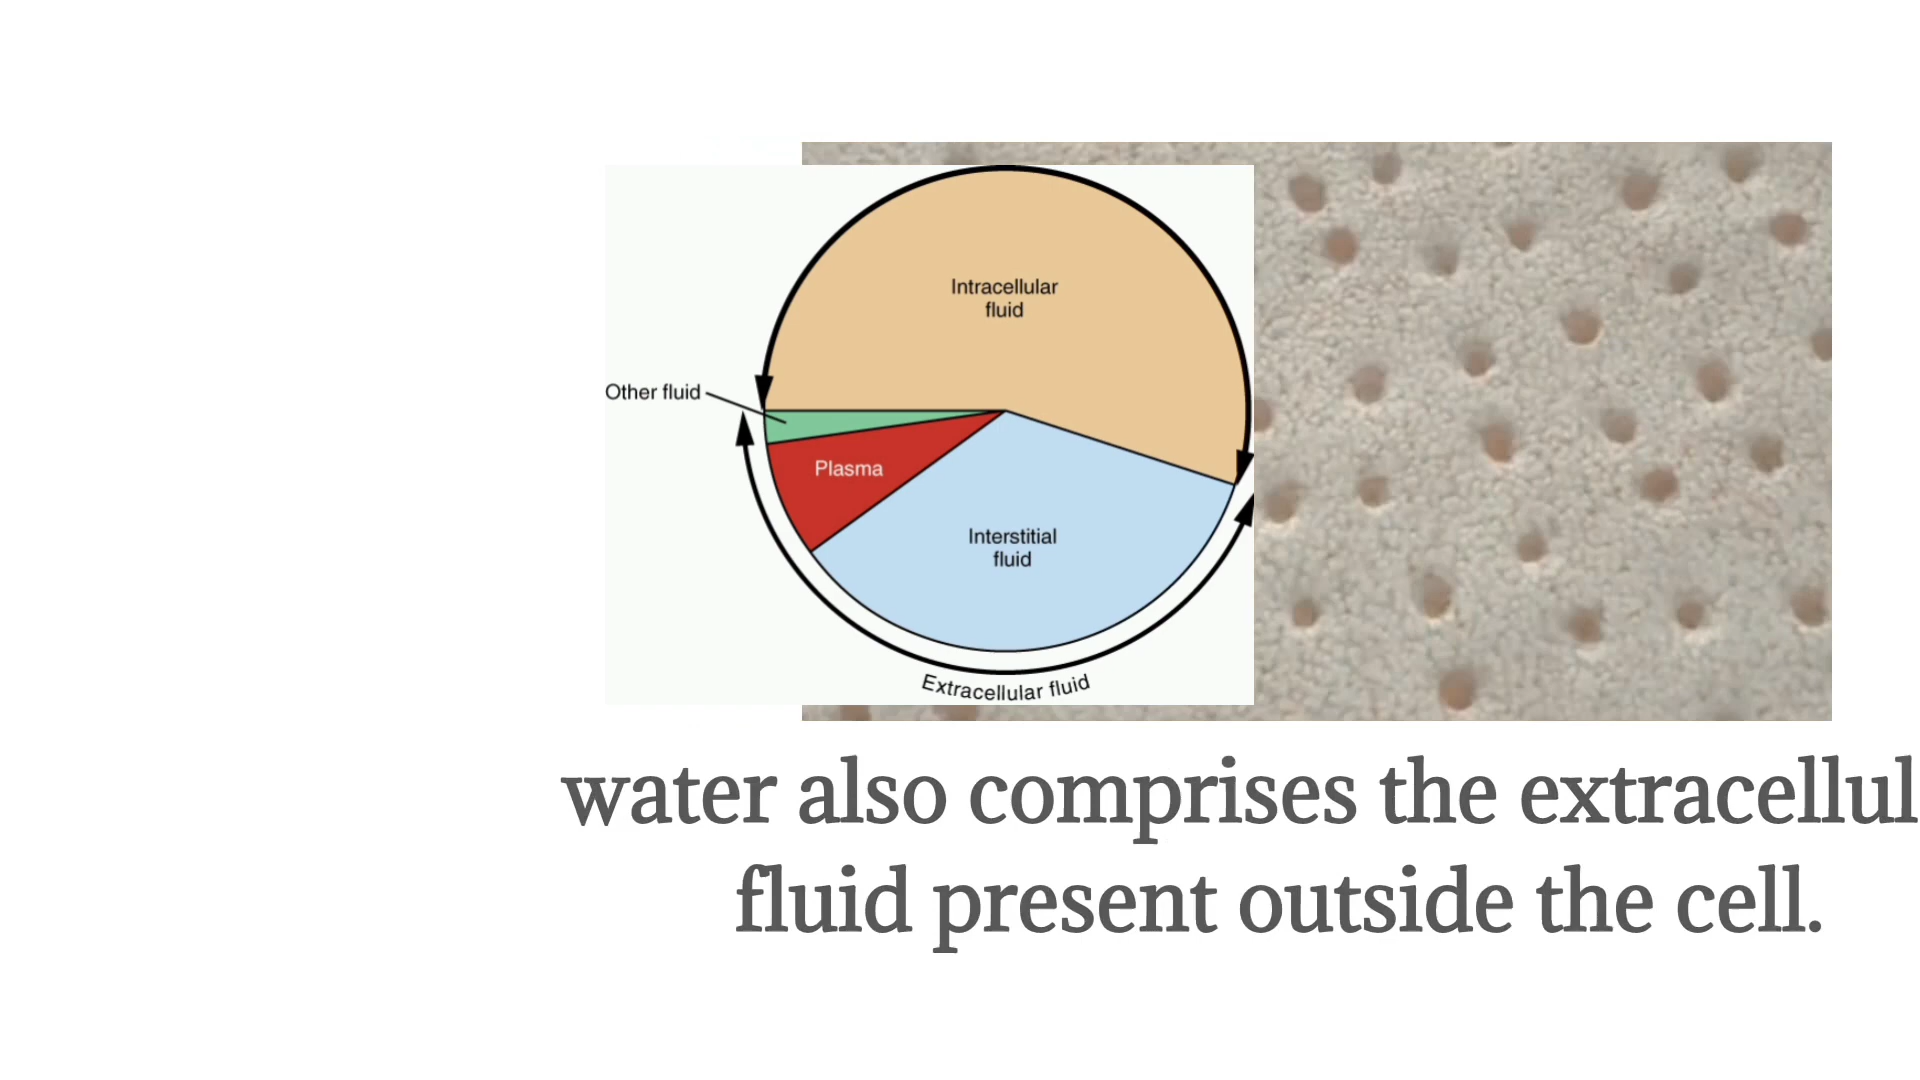 Intracellular
fluid
Other fluid
Plasma
Interstitial
fluid
Extracellular fluid
water also comprises the extracellul
fluid present outside the cell.